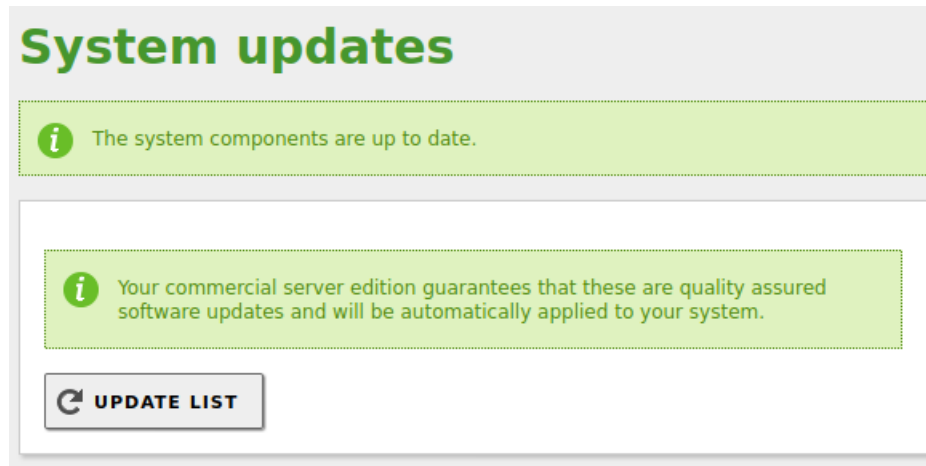 System updates
The system components are up to date.
Your commercial server edition guarantees that these are quality assured
software updates and will be automatically applied to your system.
UPDATE LIST